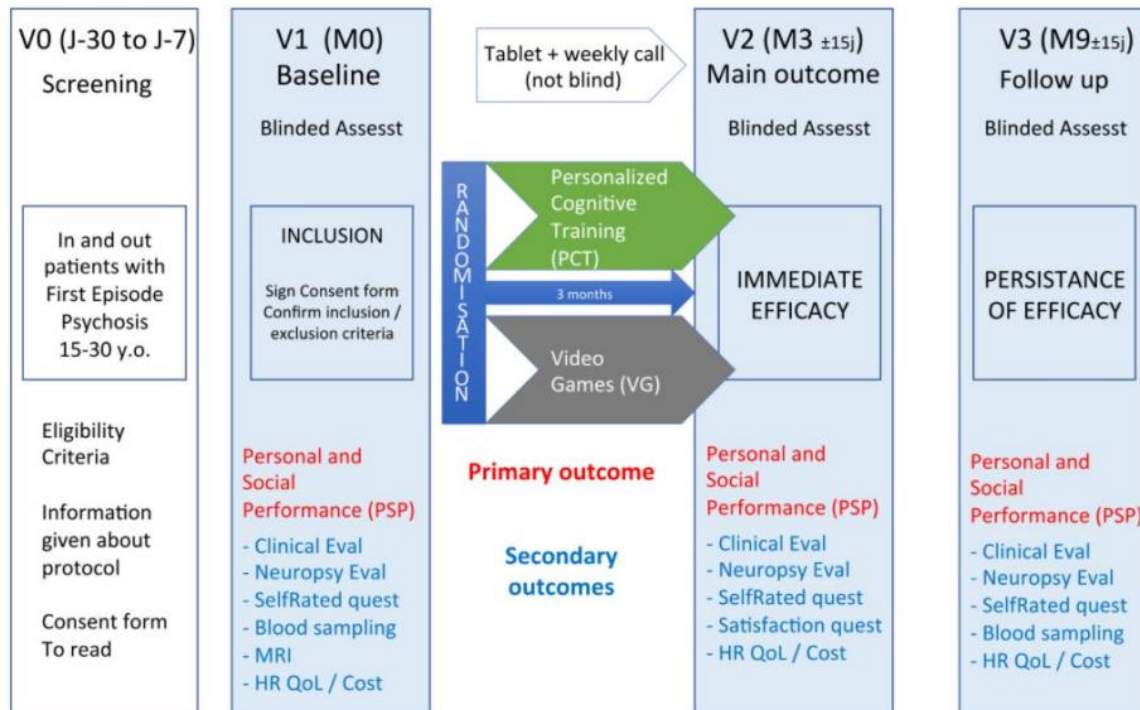 V0 (J-30 to J-7)
Screening
In and out
patients with
First Episode
Psychosis
15-30 y.o.
Eligibility
Criteria
Information
given about
protocol
Consent form
To read
V1 (M0)
Baseline
Blinded Assesst
INCLUSION
Sign Consent form
Confirm inclusion /
exclusion criteria
Personal and
Social
Performance (PSP)
- Clinical Eval
- Neuropsy Eval
- SelfRated quest
- Blood sampling
- MRI
- HR QoL / Cost
Tablet + weekly call
(not blind)
RANDOMISATION
Personalized
Cognitive
Training
(PCT)
3 months
Video
Games (VG)
Primary outcome
Secondary
outcomes
V2 (M3 ±15j)
Main outcome
Blinded Assesst
IMMEDIATE
EFFICACY
Personal and
Social
Performance (PSP)
- Clinical Eval
- Neuropsy Eval
- SelfRated quest
- Satisfaction quest
- HR QoL / Cost
V3 (M9±15j)
Follow up
Blinded Assesst
PERSISTANCE
OF EFFICACY
Personal and
Social
Performance (PSP)
- Clinical Eval
- Neuropsy Eval
- SelfRated quest
- Blood sampling
- HR QoL / Cost